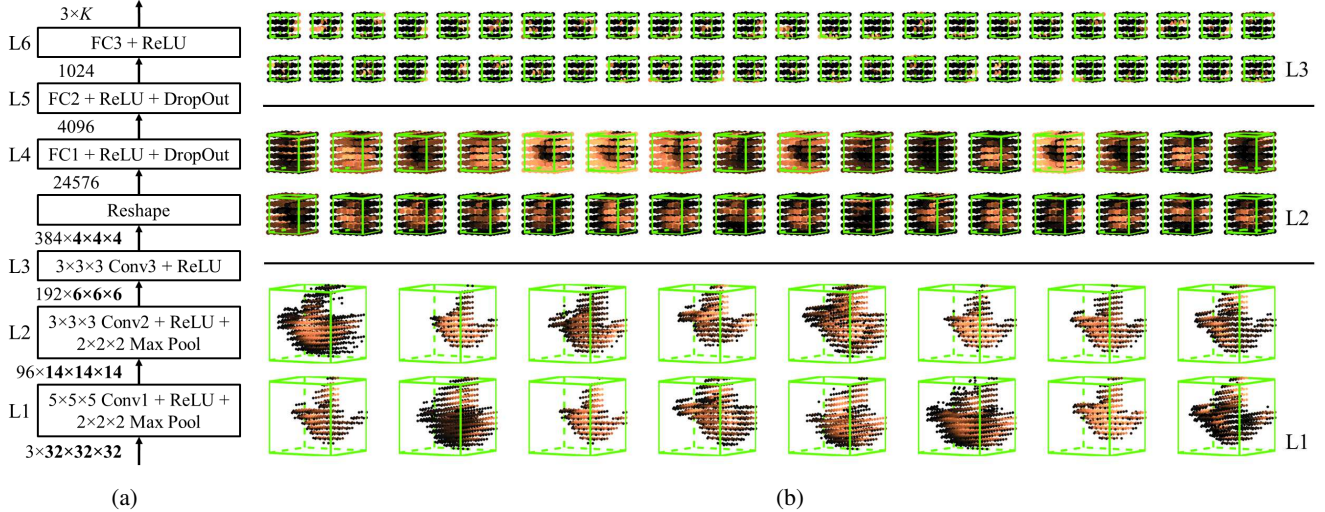 3×K
L6
FC3 + ReLU
1024
L5
FC2 + ReLU + DropOut
4096
L4
FC1 + ReLU + DropOut
24576
Reshape
384×4×4×4
L3
3×3×3 Conv3 + ReLU
192×6×6×6
L2
3×3×3 Conv2 + ReLU +
2×2×2 Max Pool
96×14×14×14
L1
5×5×5 Conv1 + ReLU +
2×2×2 Max Pool
3×32×32×32
(a)
L3
L2
L1
(b)